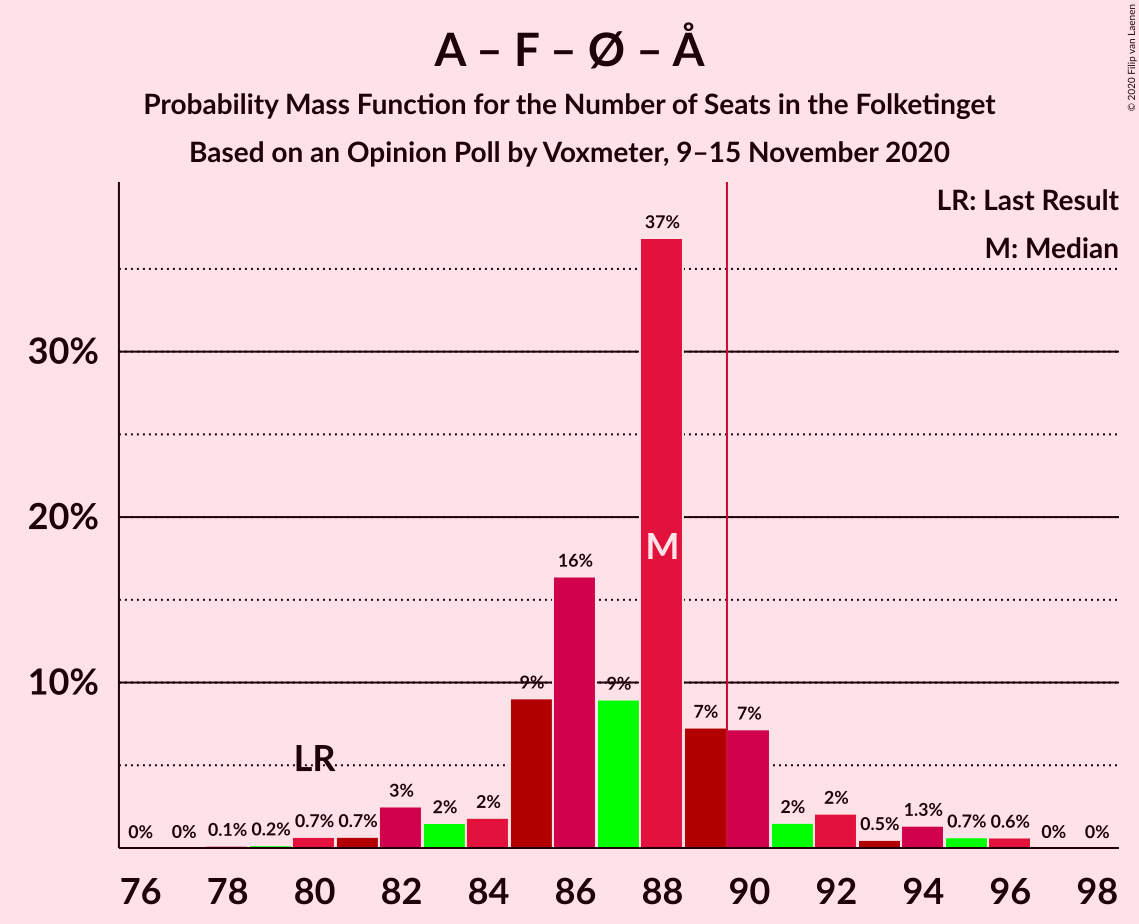 A – F – Ø – Å
Probability Mass Function for the Number of Seats in the Folketinget
Based on an Opinion Poll by Voxmeter, 9–15 November 2020
© 2020 Filip van Laenen
LR: Last Result
M: Median
30%
20%
10%
0%
0%
0.1%
0.2%
0.7%
0.7%
3%
2%
2%
9%
16%
9%
37%
7%
7%
2%
2%
0.5%
1.3%
0.7%
0.6%
0%
0%
LR
M
76 78 80 82 84 86 88 90 92 94 96 98